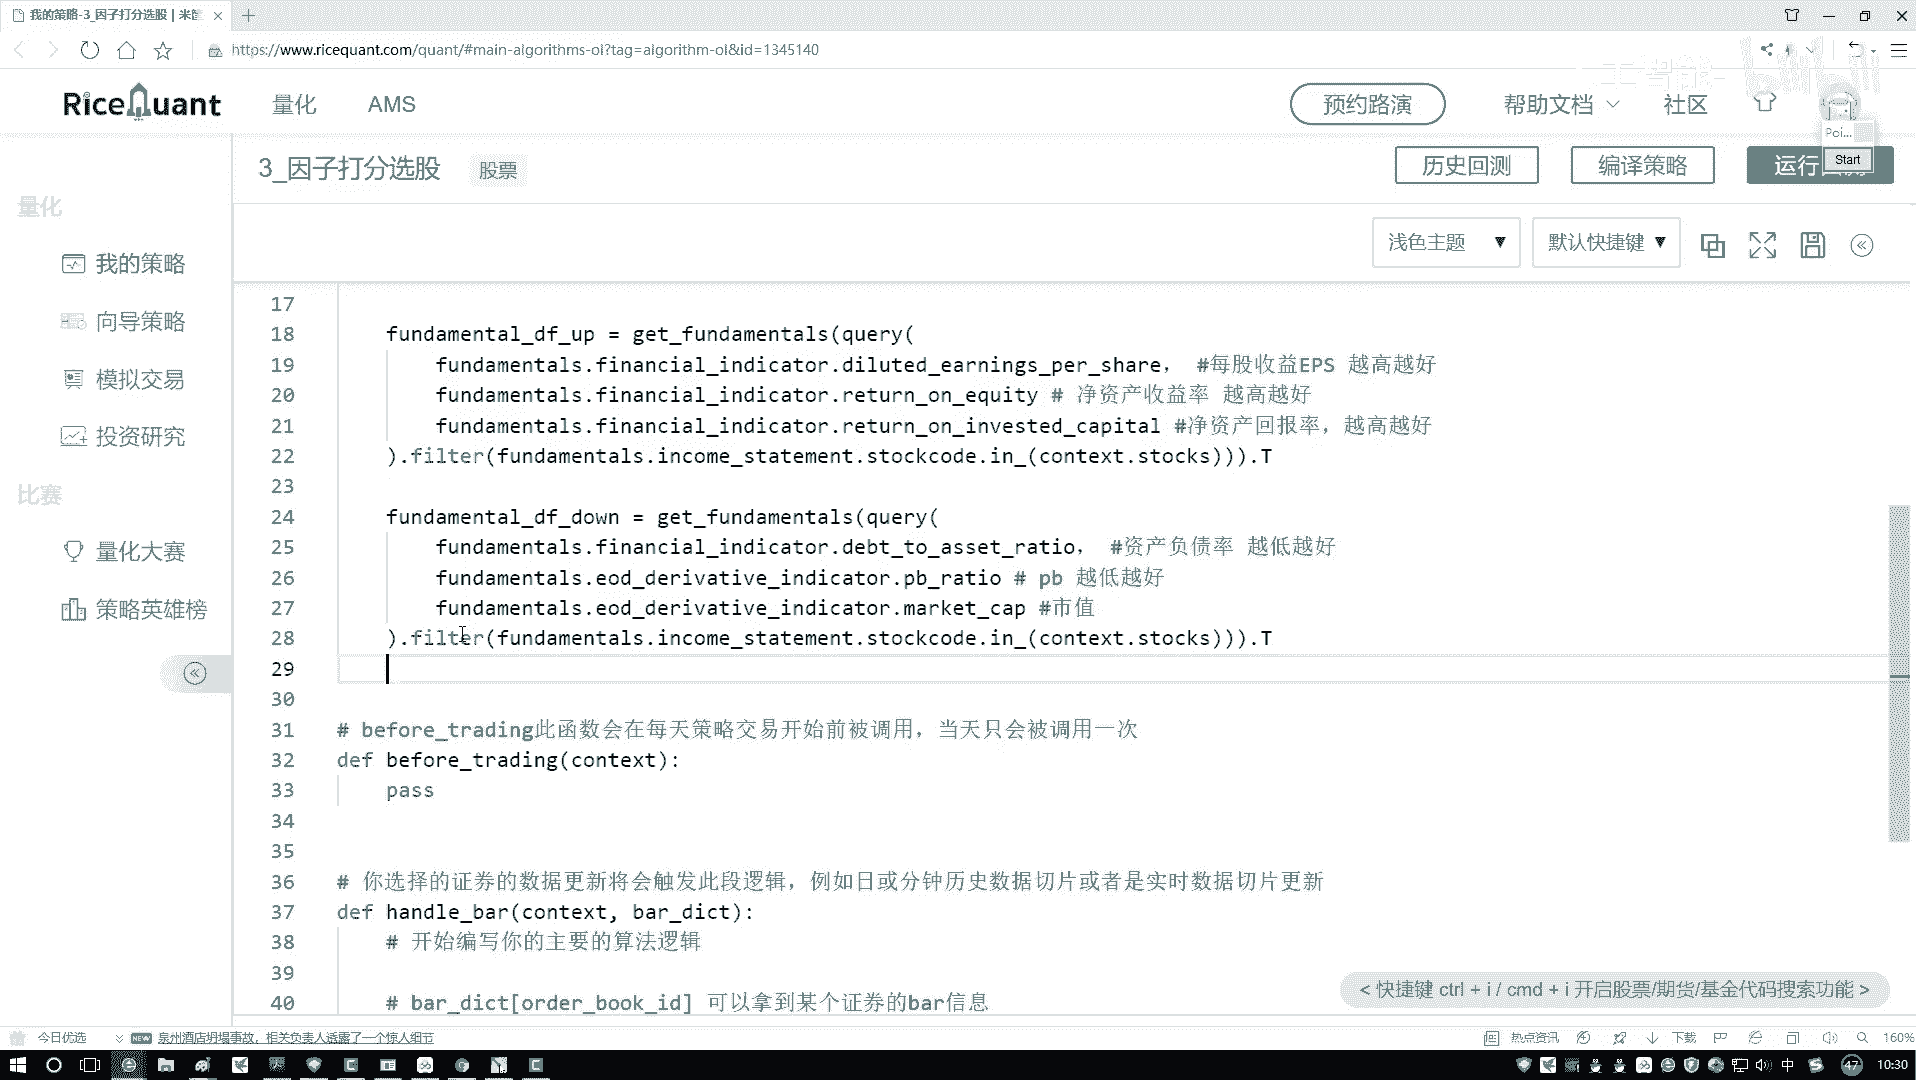 我的策略-3_因子打分选股 | 米筐
https://www.ricequant.com/quant/#main-algorithms-ol?tag=algorithm-ol&id=1345140
RiceQuant
量化
AMS
预约路演
帮助文档
社区
Poi...
Start
3_因子打分选股
股票
历史回测
编译策略
运行回测
浅色主题
默认快捷键
量化
我的策略
向导策略
模拟交易
投资研究
比赛
量化大赛
策略英雄榜
17
18 fundamental_df_up = get_fundamentals(query(
19 fundamentals.financial_indicator.diluted_earnings_per_share, #每股收益EPS 越高越好
20 fundamentals.financial_indicator.return_on_equity # 净资产收益率 越高越好
21 fundamentals.financial_indicator.return_on_invested_capital #净资产回报率，越高越好
22 ).filter(fundamentals.income_statement.stockcode.in_(context.stocks))).T
23
24 fundamental_df_down = get_fundamentals(query(
25 fundamentals.financial_indicator.debt_to_asset_ratio, #资产负债率 越低越好
26 fundamentals.eod_derivative_indicator.pb_ratio # pb 越低越好
27 fundamentals.eod_derivative_indicator.market_cap #市值
28 ).filter(fundamentals.income_statement.stockcode.in_(context.stocks))).T
29
30
31 # before_trading此函数会在每天策略交易开始前被调用，当天只会被调用一次
32 def before_trading(context):
33 pass
34
35
36 # 你选择的证券的数据更新将会触发此段逻辑，例如日或分钟历史数据切片或者是实时数据切片更新
37 def handle_bar(context, bar_dict):
38 # 开始编写你的主要的算法逻辑
39
40 # bar_dict[order_book_id] 可以拿到某个证券的bar信息
< 快捷键 ctrl + i / cmd + i 开启股票/期货/基金代码搜索功能 >
今日优选
NEW
泉州酒店坍塌事故，相关负责人透露了一个惊人细节
热点资讯
下载
160%
中
47
10:30